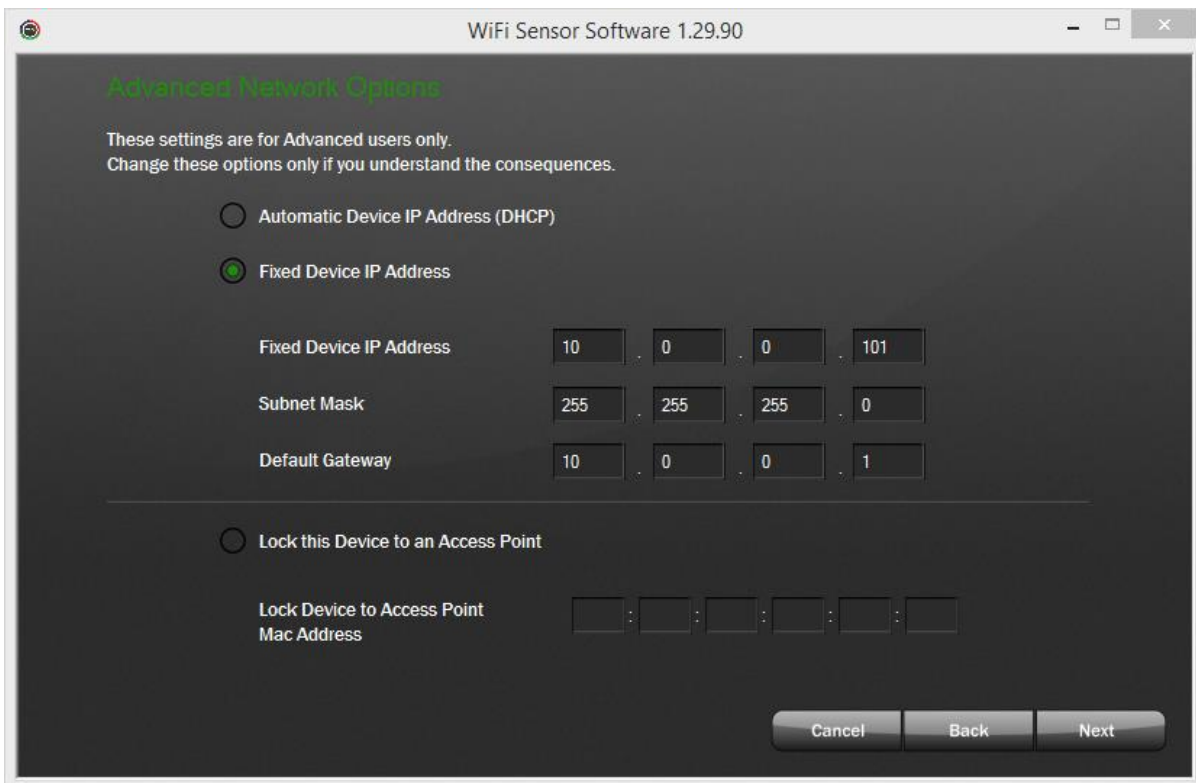 WiFi Sensor Software 1.29.90
Advanced Network Options
These settings are for Advanced users only.
Change these options only if you understand the consequences.
Automatic Device IP Address (DHCP)
Fixed Device IP Address
Fixed Device IP Address 10 . 0 . 0 . 101
Subnet Mask 255 . 255 . 255 . 0
Default Gateway 10 . 0 . 0 . 1
Lock this Device to an Access Point
Lock Device to Access Point
Mac Address : : : : :
Cancel Back Next